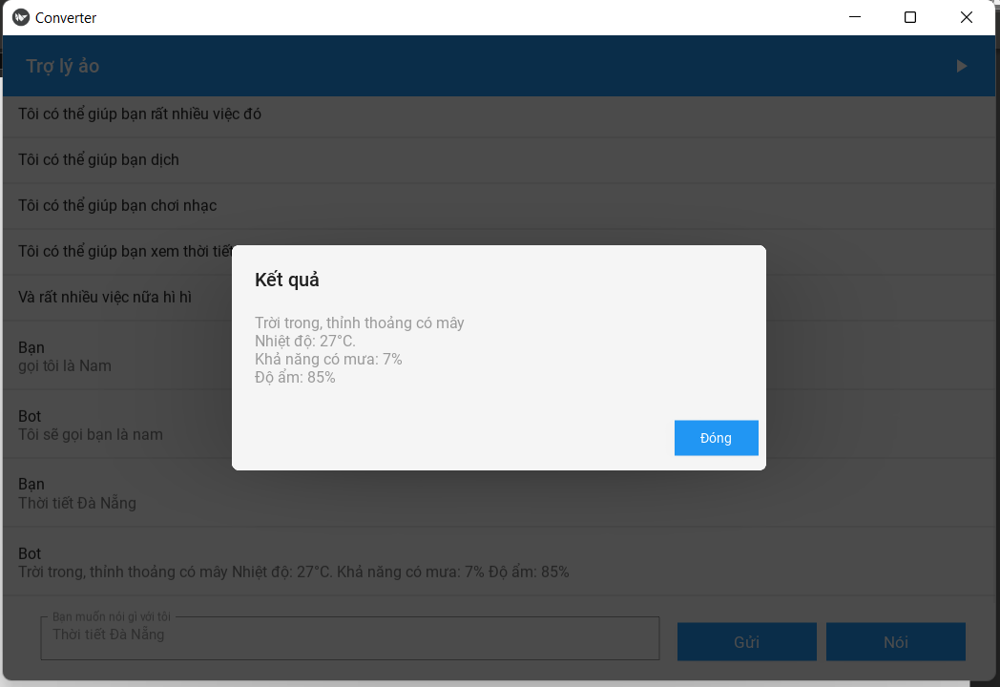 Converter
Trợ lý ảo
Tôi có thể giúp bạn rất nhiều việc đó
Tôi có thể giúp bạn dịch
Tôi có thể giúp bạn chơi nhạc
Tôi có thể giúp bạn xem thời tiết
Và rất nhiều việc nữa hì hì
Kết quả
Trời trong, thỉnh thoảng có mây
Nhiệt độ: 27°C.
Khả năng có mưa: 7%
Độ ẩm: 85%
Đóng
Bạn
gọi tôi là Nam
Bot
Tôi sẽ gọi bạn là nam
Bạn
Thời tiết Đà Nẵng
Bot
Trời trong, thỉnh thoảng có mây Nhiệt độ: 27°C. Khả năng có mưa: 7% Độ ẩm: 85%
Bạn muốn nói gì với tôi
Thời tiết Đà Nẵng
Gửi
Nói